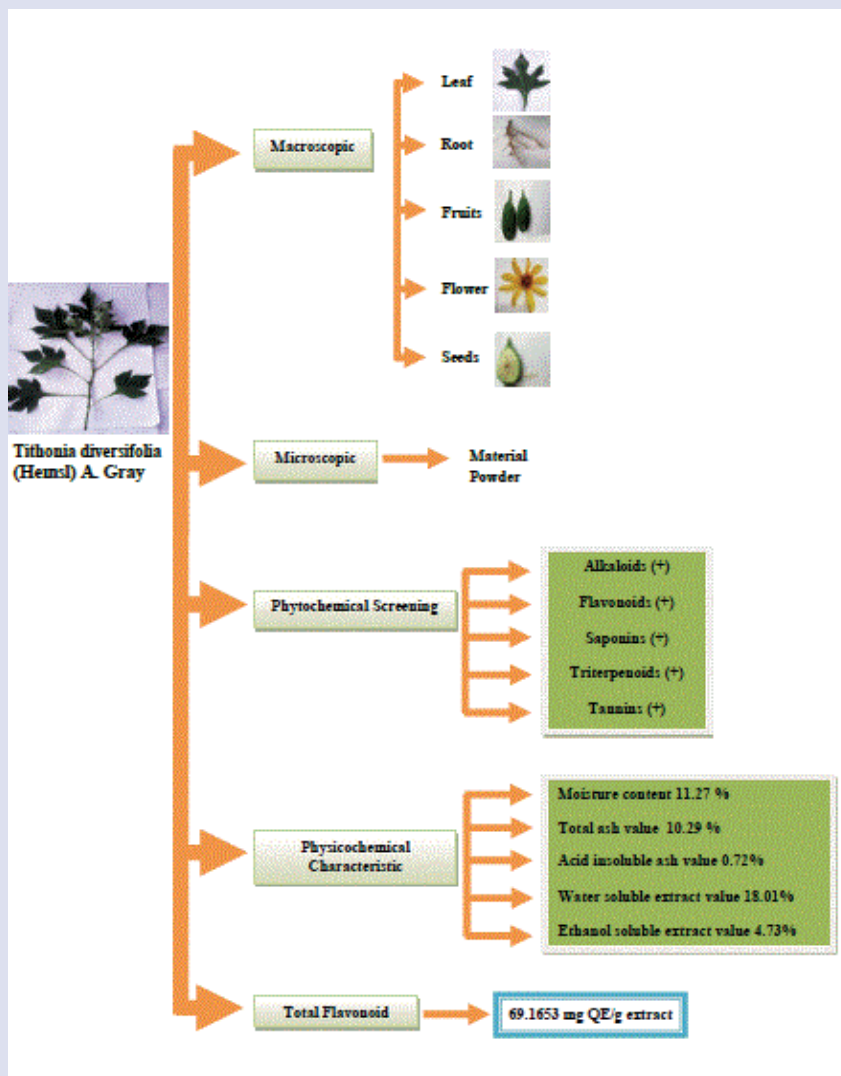 Tithonia diversifolia
(Hemsl) A. Gray
Macroscopic
Leaf
Root
Fruits
Flower
Seeds
Microscopic
Material
Powder
Phytochemical Screening
Alkaloids (+)
Flavonoids (+)
Saponins (+)
Triterpenoids (+)
Tannins (+)
Physicochemical
Characteristic
Moisture content 11.27 %
Total ash value 10.29 %
Acid insoluble ash value 0.72%
Water soluble extract value 18.01%
Ethanol soluble extract value 4.73%
Total Flavonoid
69.1653 mg QE/g extract